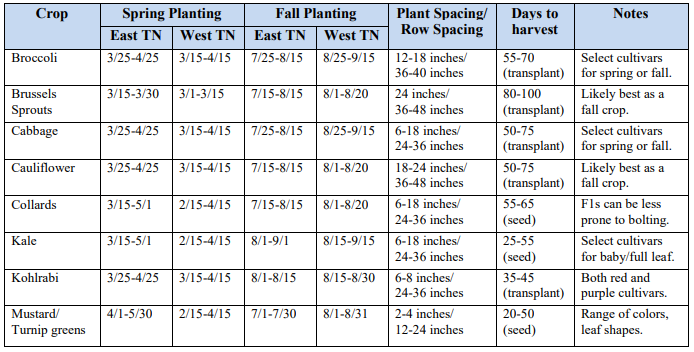 Crop Spring Planting Fall Planting Plant Spacing/ Days to Notes
East TN West TN East TN West TN Row Spacing harvest
Broccoli 3/25-4/25 3/15-4/15 7/25-8/15 8/25-9/15 12-18 inches/ 55-70 Select cultivars
36-40 inches (transplant) for spring or fall.
Brussels 3/15-3/30 3/1-3/15 7/15-8/15 8/1-8/20 24 inches/ 80-100 Likely best as a
Sprouts 36-48 inches (transplant) fall crop.
Cabbage 3/25-4/25 3/15-4/15 7/25-8/15 8/25-9/15 6-18 inches/ 50-75 Select cultivars
24-36 inches (transplant) for spring or fall.
Cauliflower 3/25-4/25 3/15-4/15 7/15-8/15 8/1-8/20 18-24 inches/ 50-75 Likely best as a
36-48 inches (transplant) fall crop.
Collards 3/15-5/1 2/15-4/15 7/15-8/15 8/1-8/20 6-18 inches/ 55-65 F1s can be less
24-36 inches (seed) prone to bolting.
Kale 3/15-5/1 2/15-4/15 8/1-9/1 8/15-9/15 6-18 inches/ 25-55 Select cultivars
24-36 inches (seed) for baby/full leaf.
Kohlrabi 3/25-4/25 3/15-4/15 8/1-8/15 8/15-8/30 6-8 inches/ 35-45 Both red and
24-36 inches (transplant) purple cultivars.
Mustard/ 4/1-5/30 2/15-4/15 7/1-7/30 8/1-8/31 2-4 inches/ 20-50 Range of colors,
Turnip greens 12-24 inches (seed) leaf shapes.